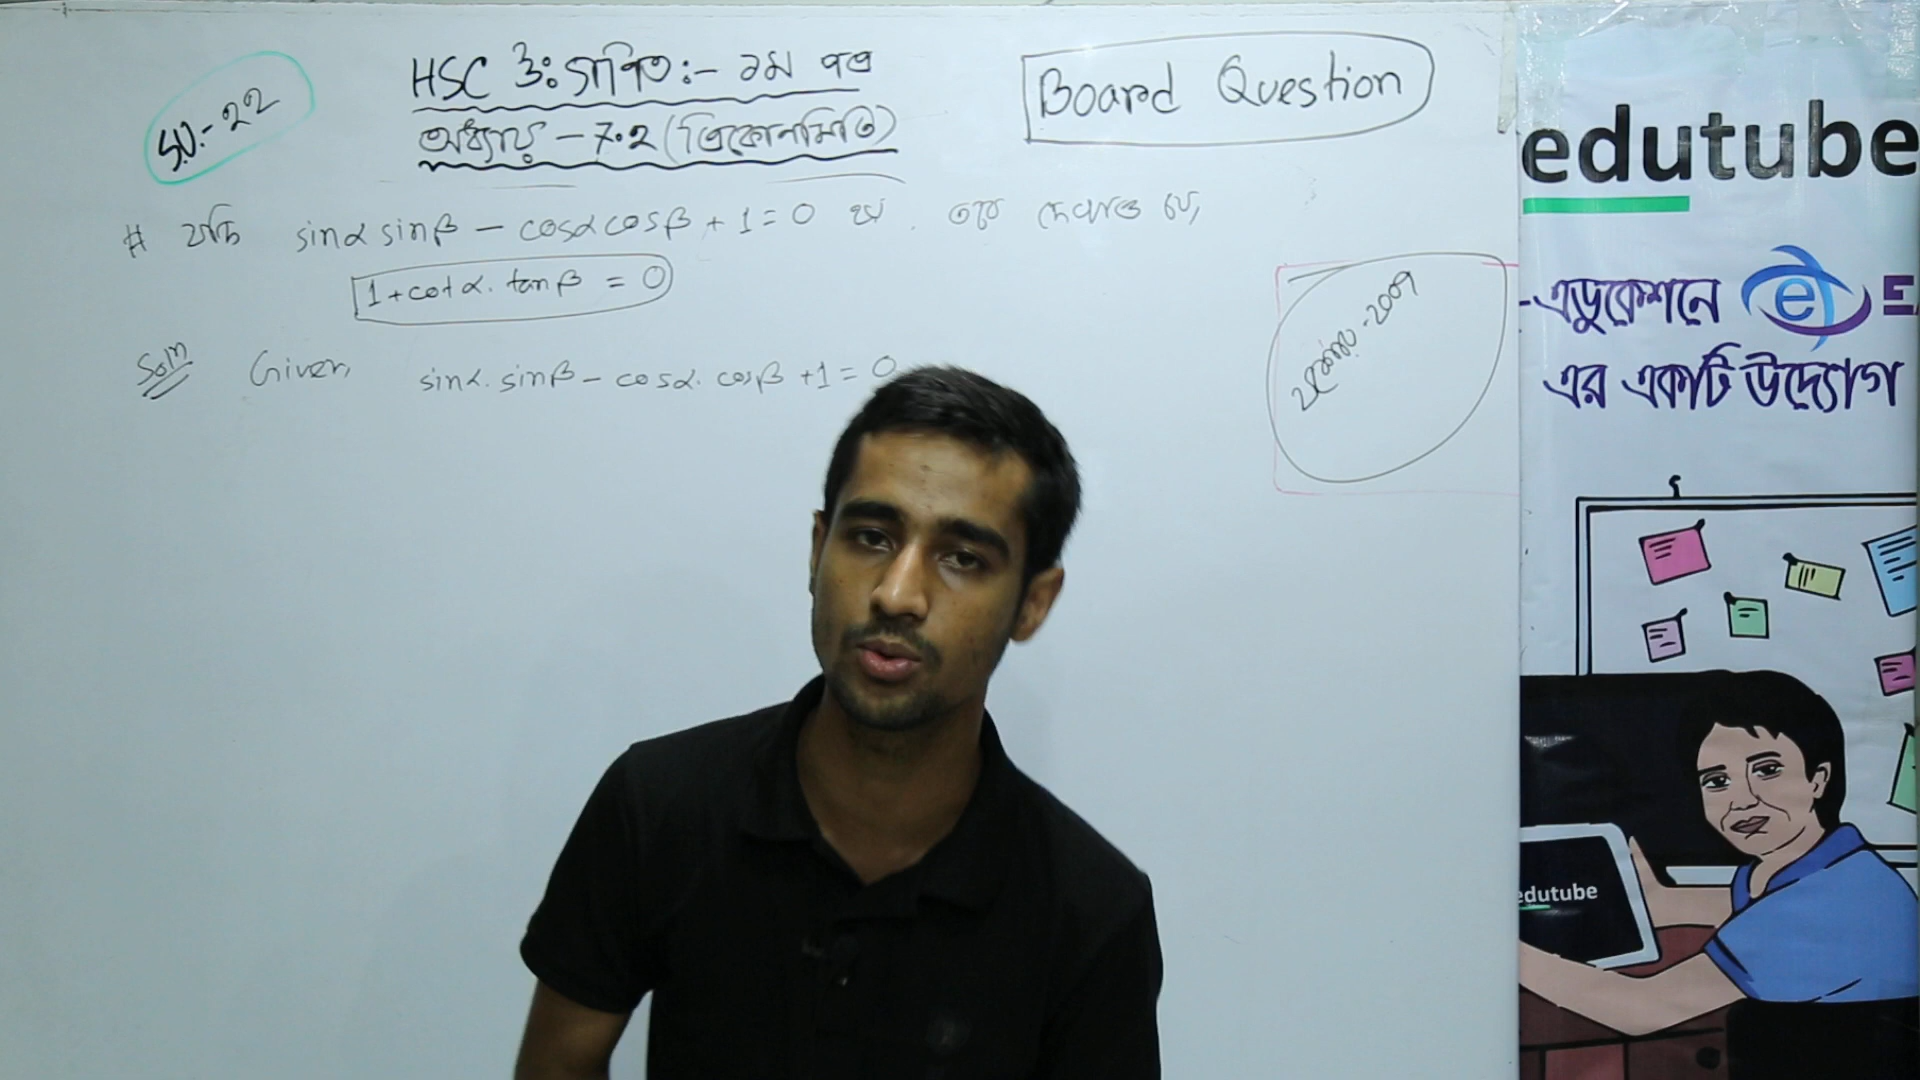 S.U.-22
HSC উঃ গণিত :- ১ম পত্র
অধ্যায় - 7.2 (ত্রিকোনমিতি)
Board Question
# যদি sinα sinβ - cosα cosβ + 1 = 0 হয়. তবে দেখাও যে,
1 + cotα. tanβ = 0
Soln Given, sinα. sinβ - cosα. cosβ + 1 = 0
-2009
edutube
-এডুকেশনে e E
এর একটি উদ্যোগ
edutube